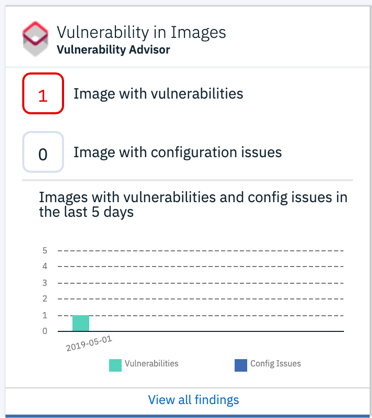 Vulnerability in Images
Vulnerability Advisor
1
Image with vulnerabilities
0
Image with configuration issues
Images with vulnerabilities and config issues in
the last 5 days
5
4
3
2
1
0
2019-05-01
Vulnerabilities
Config Issues
View all findings